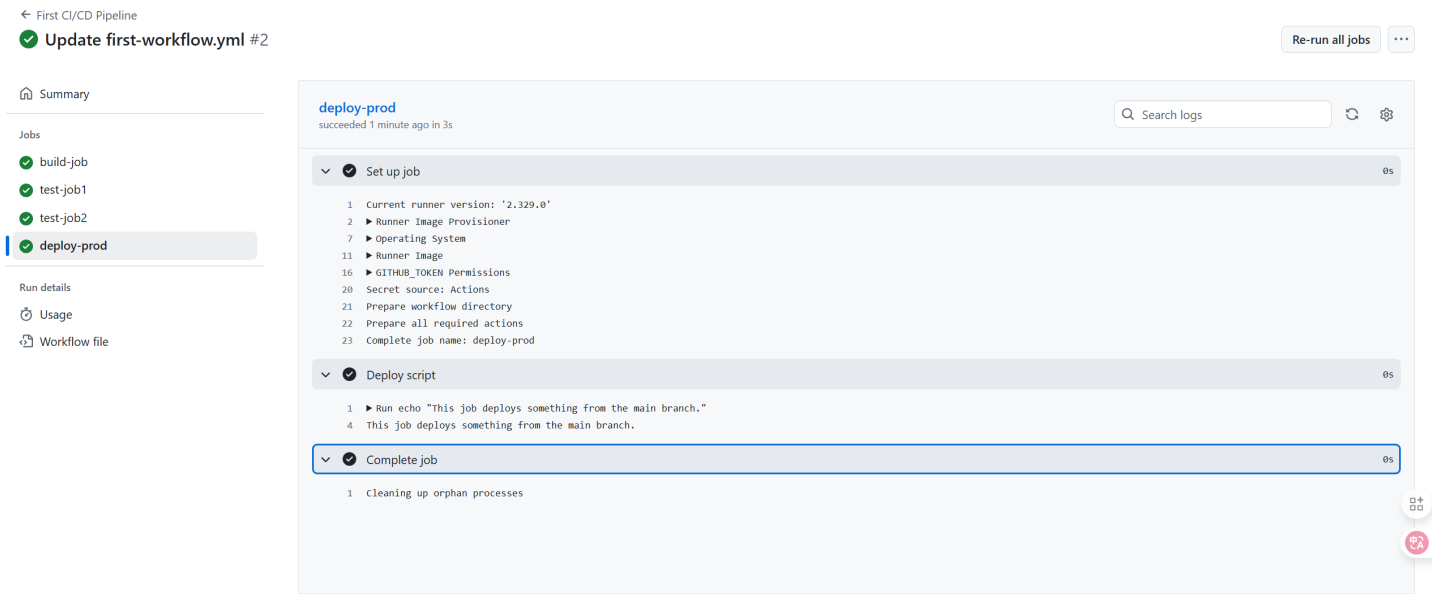 ← First CI/CD Pipeline
Update first-workflow.yml #2
Re-run all jobs
Summary
Jobs
build-job
test-job1
test-job2
deploy-prod
Run details
Usage
Workflow file
deploy-prod
succeeded 1 minute ago in 3s
Search logs
Set up job 0s
1 Current runner version: '2.329.0'
2 ▶ Runner Image Provisioner
7 ▶ Operating System
11 ▶ Runner Image
16 ▶ GITHUB_TOKEN Permissions
20 Secret source: Actions
21 Prepare workflow directory
22 Prepare all required actions
23 Complete job name: deploy-prod
Deploy script 0s
1 ▶ Run echo "This job deploys something from the main branch."
4 This job deploys something from the main branch.
Complete job 0s
1 Cleaning up orphan processes
中A